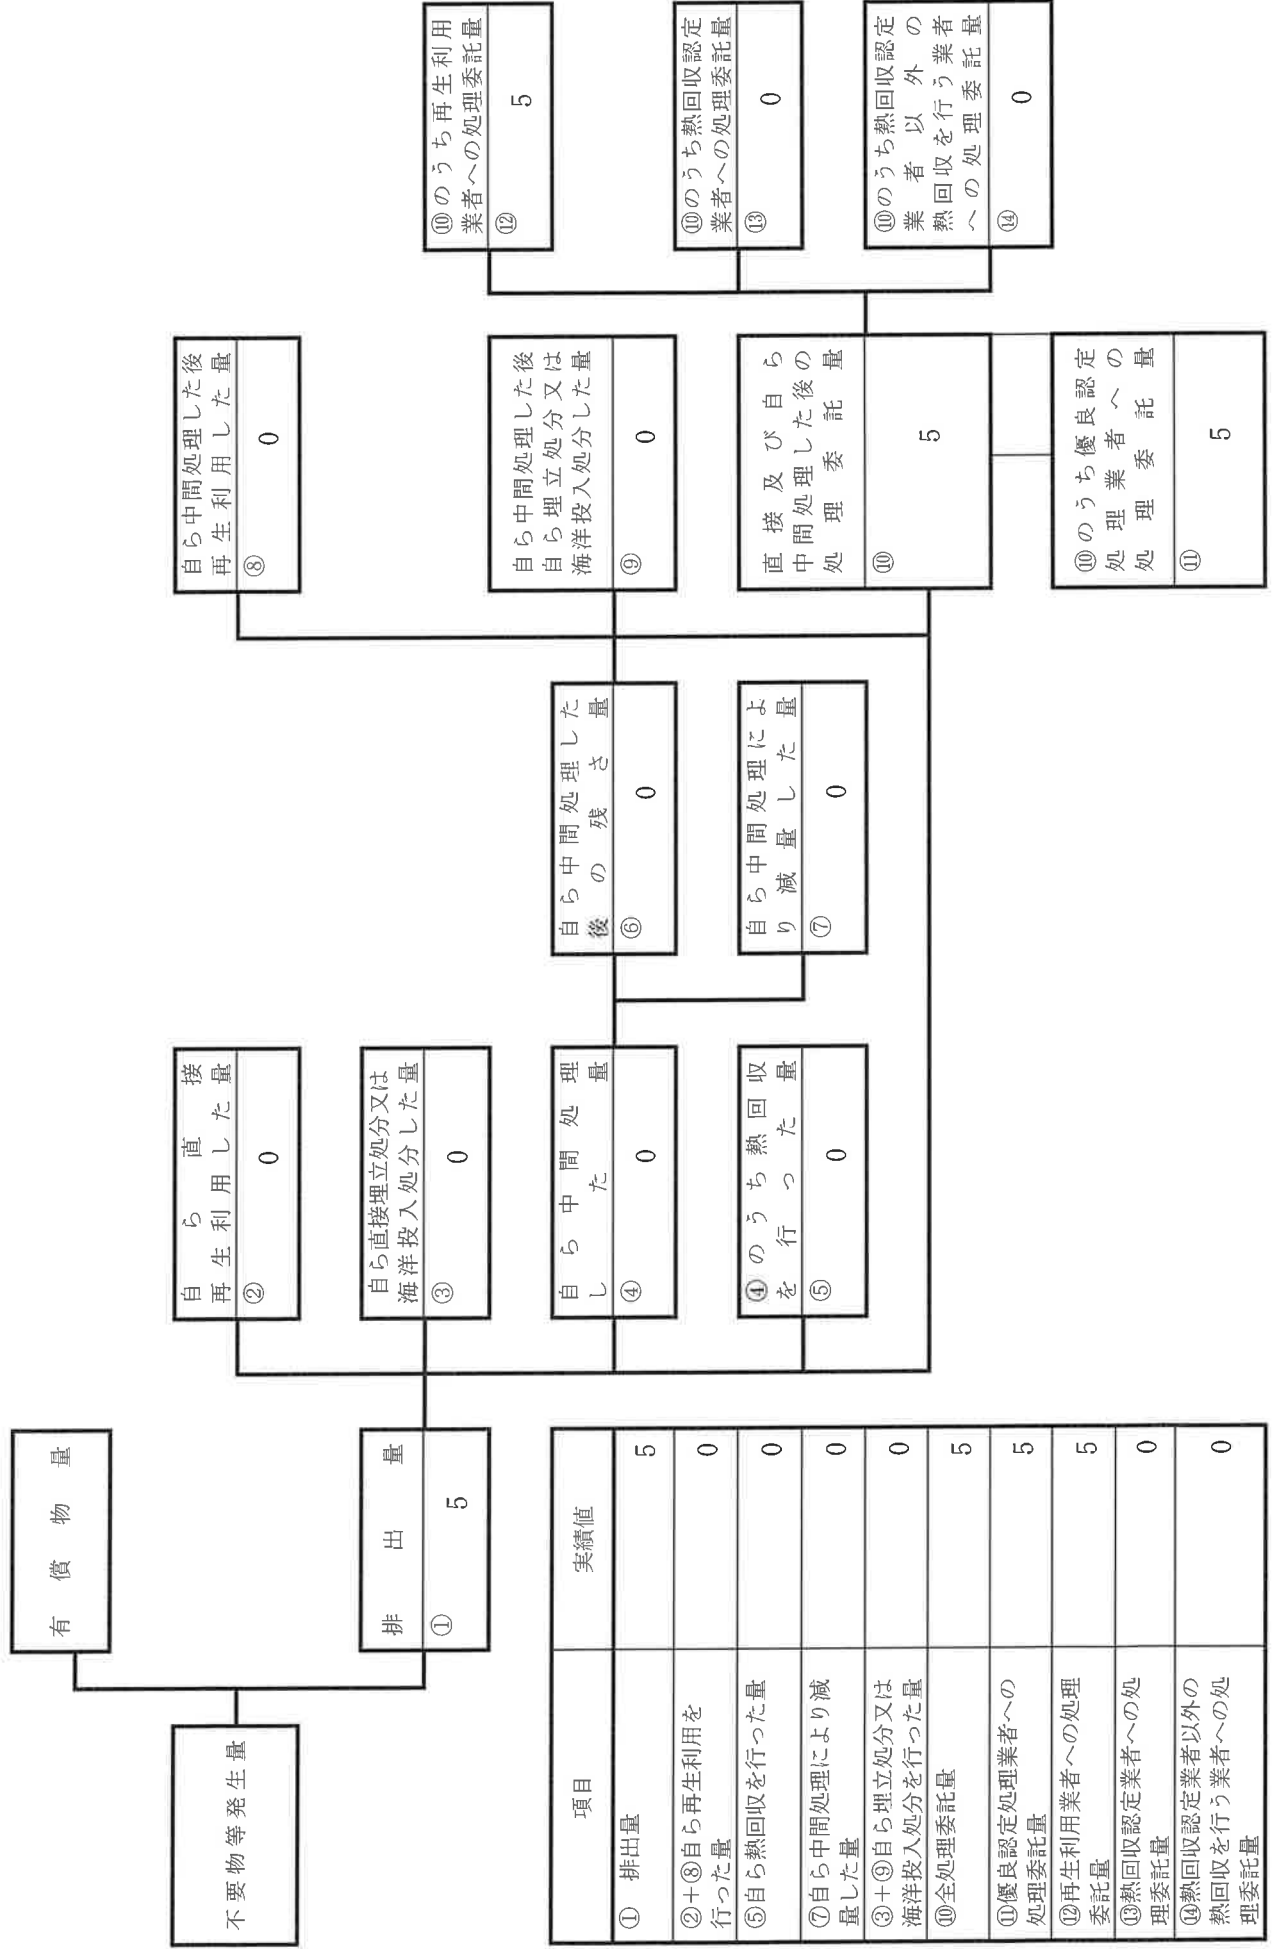 不要物等発生量
有償物量
排出量
①
5
自ら直接
再生利用した量
②
0
自ら直接埋立処分又は
海洋投入処分した量
③
0
自ら中間処理
した量
④
0
④のうち熱回収
を行った量
⑤
0
自ら中間処理した
後の残さ量
⑥
0
自ら中間処理によ
り減量した量
⑦
0
自ら中間処理した後
再生利用した量
⑧
0
自ら中間処理した後
自ら埋立処分又は
海洋投入処分した量
⑨
0
直接及び自ら
中間処理した後の
処理委託量
⑩
5
⑩のうち優良認定
処理業者への
処理委託量
⑪
5
⑩のうち再生利用
業者への処理委託量
⑫
5
⑩のうち熱回収認定
業者への処理委託量
⑬
0
⑩のうち熱回収認定
業者以外の
熱回収を行う業者
への処理委託量
⑭
0
項目 実績値
① 排出量 5
②+⑧自ら再生利用を
行った量 0
⑤自ら熱回収を行った量 0
⑦自ら中間処理により減
量した量 0
③+⑨自ら埋立処分又は
海洋投入処分を行った量 0
⑩全処理委託量 5
⑪優良認定処理業者への
処理委託量 5
⑫再生利用業者への処理
委託量 5
⑬熱回収認定業者への処
理委託量 0
⑭熱回収認定業者以外の
熱回収を行う業者への処
理委託量 0